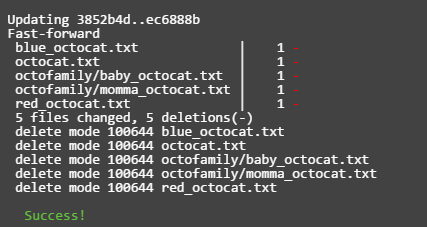 Updating 3852b4d..ec6888b
Fast-forward
 blue_octocat.txt             |    1 -
 octocat.txt                  |    1 -
 octofamily/baby_octocat.txt  |    1 -
 octofamily/momma_octocat.txt |    1 -
 red_octocat.txt              |    1 -
 5 files changed, 5 deletions(-)
 delete mode 100644 blue_octocat.txt
 delete mode 100644 octocat.txt
 delete mode 100644 octofamily/baby_octocat.txt
 delete mode 100644 octofamily/momma_octocat.txt
 delete mode 100644 red_octocat.txt
Success!